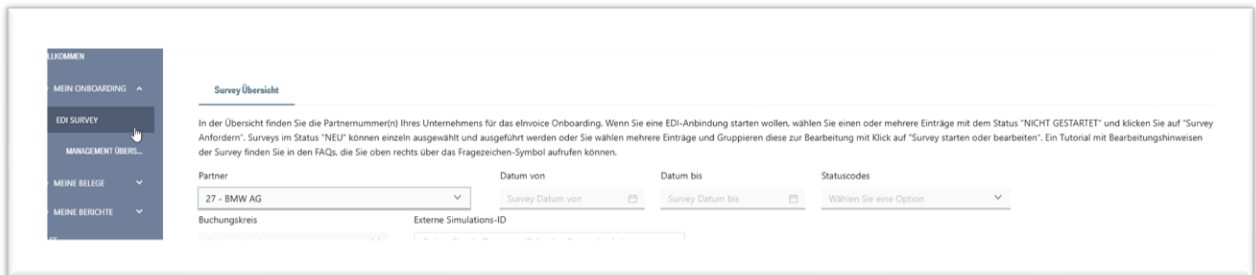 LLKOMMEN
MEIN ONBOARDING
EDI SURVEY
MANAGEMENT ÜBERS...
MEINE BELEGE
MEINE BERICHTE
Survey Übersicht
In der Übersicht finden Sie die Partnernummer(n) Ihres Unternehmens für das eInvoice Onboarding. Wenn Sie eine EDI-Anbindung starten wollen, wählen Sie einen oder mehrere Einträge mit dem Status "NICHT GESTARTET" und klicken Sie auf "Survey
Anfordern". Surveys im Status "NEU" können einzeln ausgewählt und ausgeführt werden oder Sie wählen mehrere Einträge und Gruppieren diese zur Bearbeitung mit Klick auf "Survey starten oder bearbeiten". Ein Tutorial mit Bearbeitungshinweisen
der Survey finden Sie in den FAQs, die Sie oben rechts über das Fragezeichen-Symbol aufrufen können.
Partner Datum von Datum bis Statuscodes
27 - BMW AG Survey Datum von Survey Datum bis Wählen Sie eine Option
Buchungskreis Externe Simulations-ID